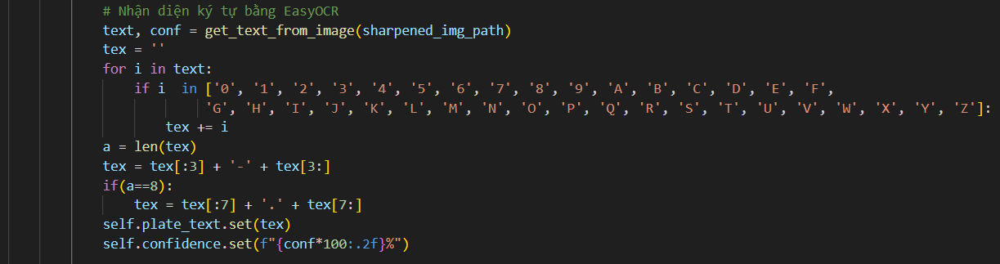 # Nhận diện ký tự bằng EasyOCR
text, conf = get_text_from_image(sharpened_img_path)
tex = ''
for i in text:
    if i  in ['0', '1', '2', '3', '4', '5', '6', '7', '8', '9', 'A', 'B', 'C', 'D', 'E', 'F',
             'G', 'H', 'I', 'J', 'K', 'L', 'M', 'N', 'O', 'P', 'Q', 'R', 'S', 'T', 'U', 'V', 'W', 'X', 'Y', 'Z']:
        tex += i
a = len(tex)
tex = tex[:3] + '-' + tex[3:]
if(a==8):
    tex = tex[:7] + '.' + tex[7:]
self.plate_text.set(tex)
self.confidence.set(f"{conf*100:.2f}%")